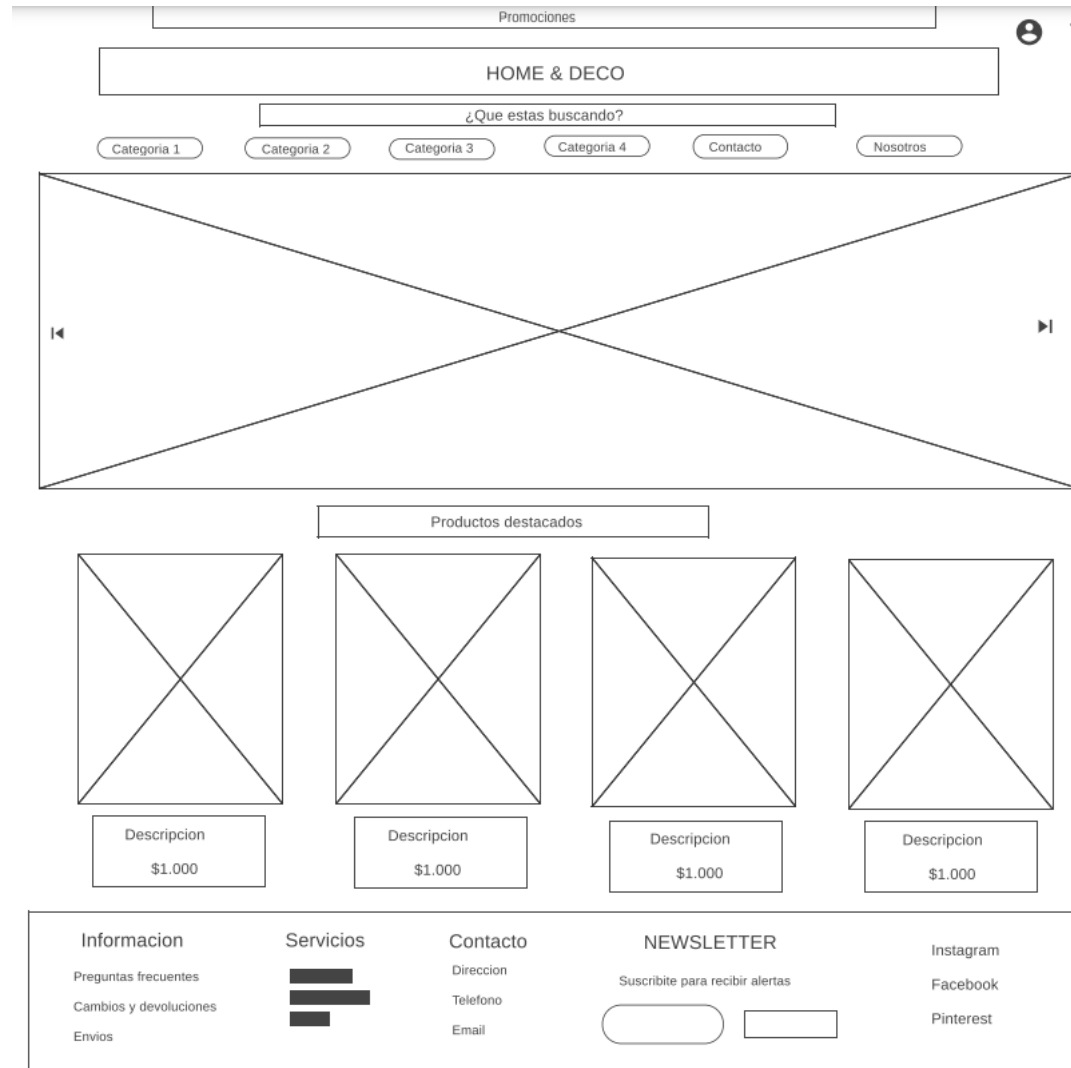 Promociones
HOME & DECO
¿Que estas buscando?
Categoria 1
Categoria 2
Categoria 3
Categoria 4
Contacto
Nosotros
Productos destacados
Descripcion
$1.000
Descripcion
$1.000
Descripcion
$1.000
Descripcion
$1.000
Informacion
Preguntas frecuentes
Cambios y devoluciones
Envios
Servicios
Contacto
Direccion
Telefono
Email
NEWSLETTER
Suscribite para recibir alertas
Instagram
Facebook
Pinterest